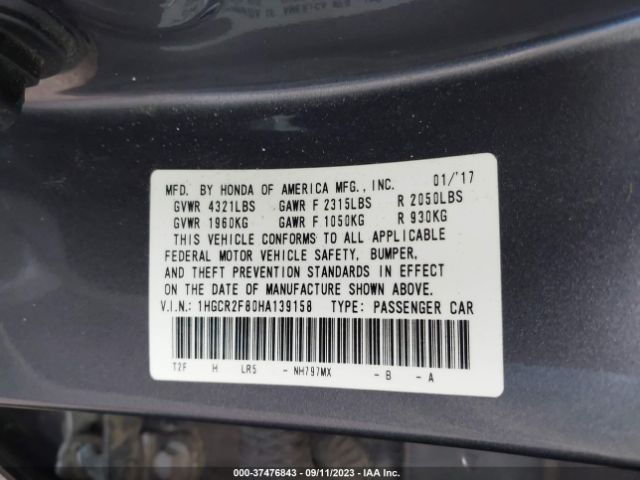 MFD. BY HONDA OF AMERICA MFG., INC. 01/'17
GVWR 4321LBS GAWR F 2315LBS R 2050LBS
GVWR 1960KG GAWR F 1050KG R 930KG
THIS VEHICLE CONFORMS TO ALL APPLICABLE
FEDERAL MOTOR VEHICLE SAFETY, BUMPER,
AND THEFT PREVENTION STANDARDS IN EFFECT
ON THE DATE OF MANUFACTURE SHOWN ABOVE.
V.I.N.: 1HGCR2F80HA139158 TYPE: PASSENGER CAR
T2F H LR5 - NH797MX - B - A
000-37476843 - 09/11/2023 - IAA Inc.